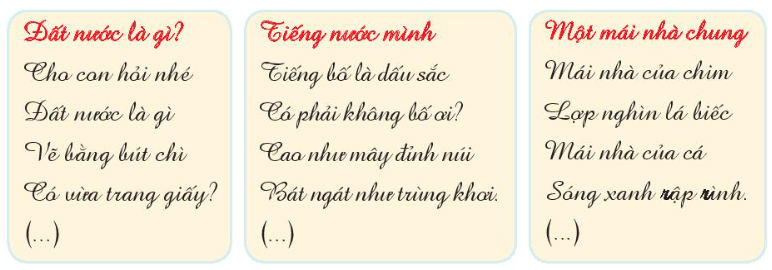 Đất nước là gì?
Cho con hỏi nhé
Đất nước là gì
Vẽ bằng bút chì
Có vừa trang giấy?
(...)
Tiếng nước mình
Tiếng bố là dấu sắc
Có phải không bố ơi?
Cao như mây đỉnh núi
Bát ngát như trùng khơi.
(...)
Một mái nhà chung
Mái nhà của chim
Lợp nghìn lá biếc
Mái nhà của cá
Sóng xanh rập rình.
(...)